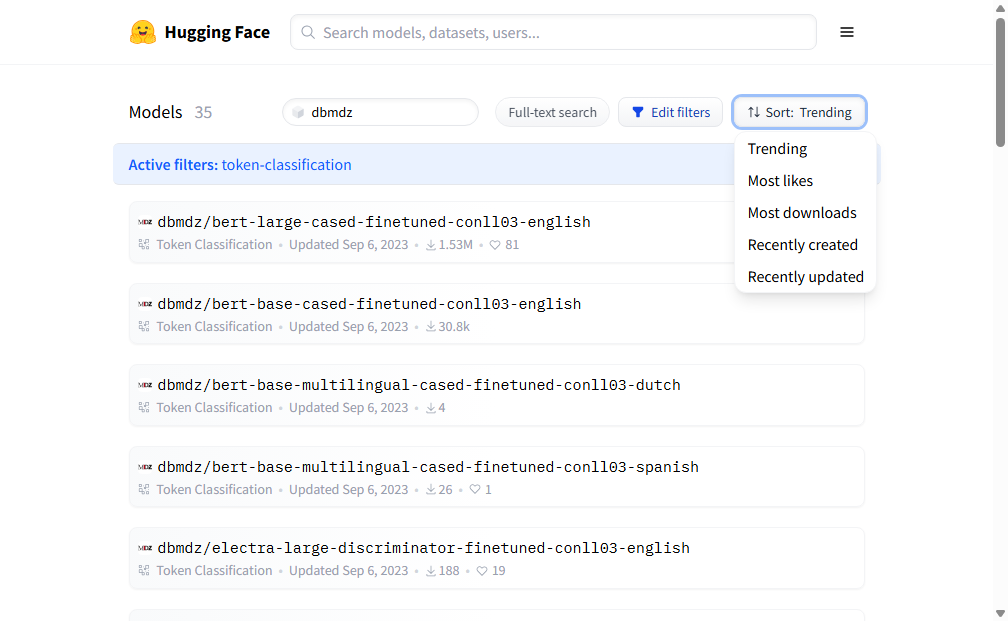 Hugging Face
Search models, datasets, users...
Models 35
dbmdz
Full-text search
Edit filters
Sort: Trending
Trending
Most likes
Most downloads
Recently created
Recently updated
Active filters: token-classification
MDZ dbmdz/bert-large-cased-finetuned-conll03-english
Token Classification • Updated Sep 6, 2023 • 1.53M • 81
MDZ dbmdz/bert-base-cased-finetuned-conll03-english
Token Classification • Updated Sep 6, 2023 • 30.8k
MDZ dbmdz/bert-base-multilingual-cased-finetuned-conll03-dutch
Token Classification • Updated Sep 6, 2023 • 4
MDZ dbmdz/bert-base-multilingual-cased-finetuned-conll03-spanish
Token Classification • Updated Sep 6, 2023 • 26 • 1
MDZ dbmdz/electra-large-discriminator-finetuned-conll03-english
Token Classification • Updated Sep 6, 2023 • 188 • 19